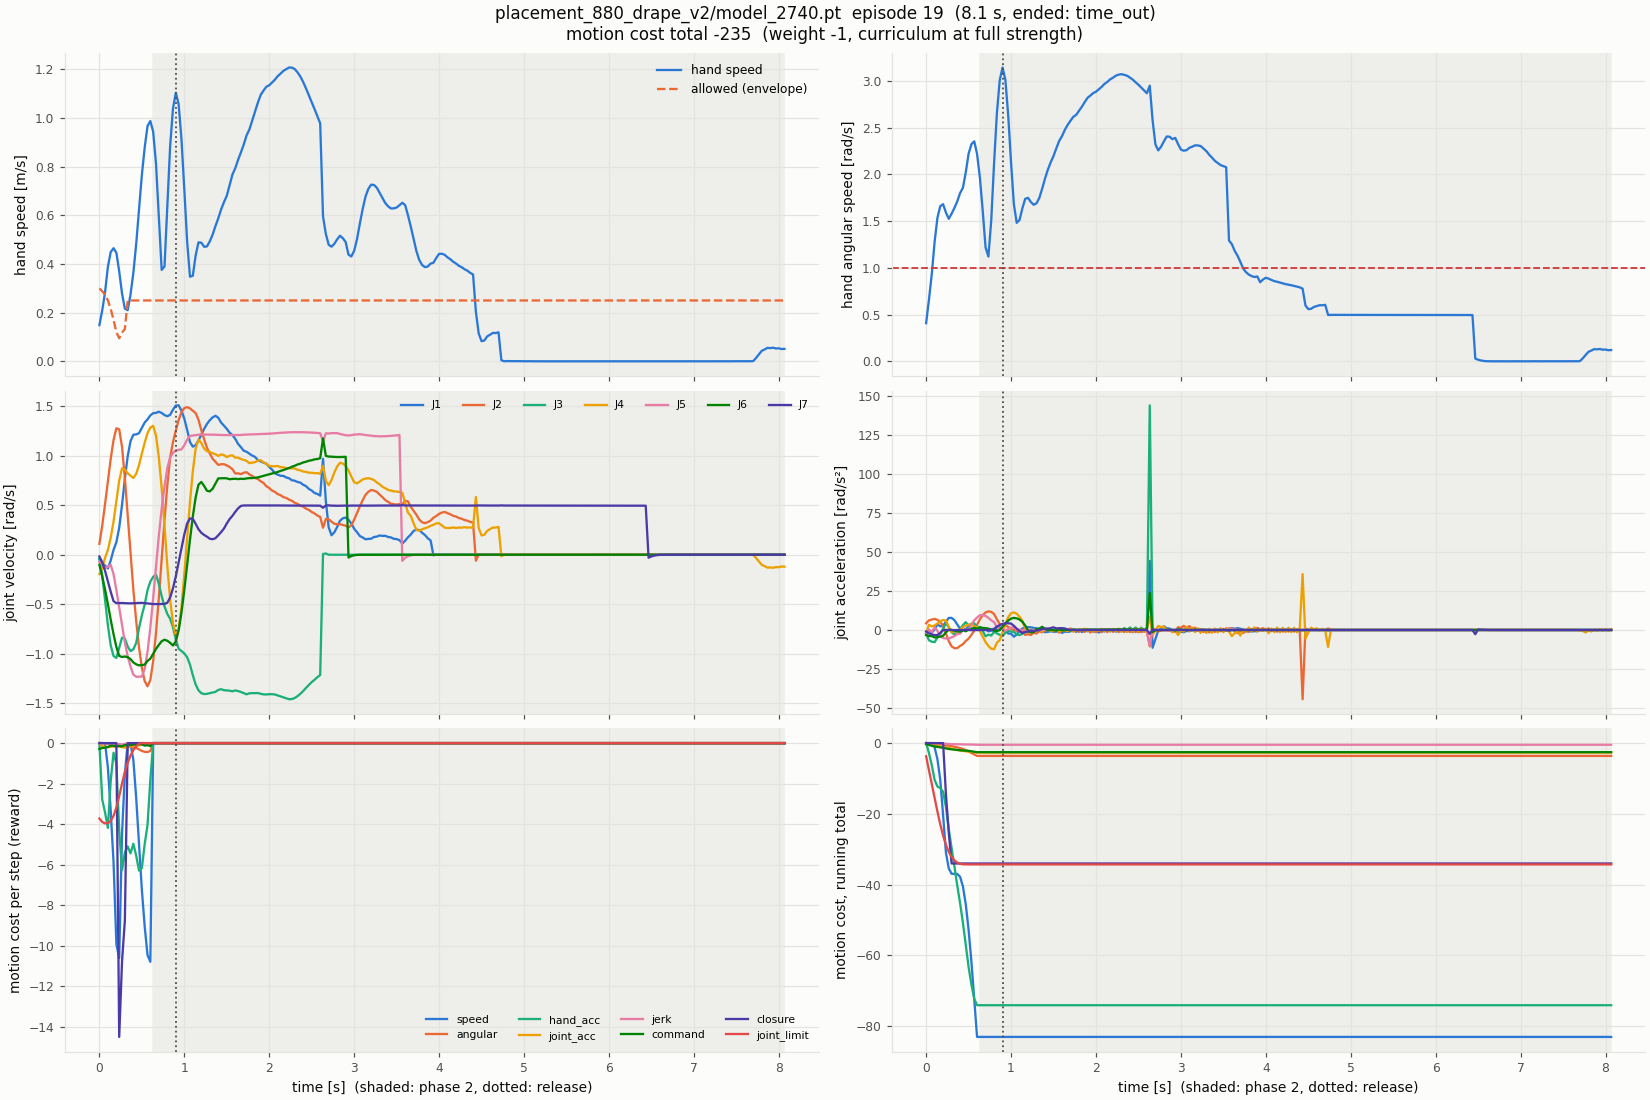 placement_880_drape_v2/model_2740.pt  episode 19  (8.1 s, ended: time_out)
motion cost total -235  (weight -1, curriculum at full strength)
hand speed [m/s]
1.2
1.0
0.8
0.6
0.4
0.2
0.0
hand speed
allowed (envelope)
hand angular speed [rad/s]
3.0
2.5
2.0
1.5
1.0
0.5
0.0
joint velocity [rad/s]
1.5
1.0
0.5
0.0
−0.5
−1.0
−1.5
J1 J2 J3 J4 J5 J6 J7
joint acceleration [rad/s²]
150
125
100
75
50
25
0
−25
−50
motion cost per step (reward)
0
−2
−4
−6
−8
−10
−12
−14
speed hand_acc jerk closure
angular joint_acc command joint_limit
0 1 2 3 4 5 6 7 8
time [s]  (shaded: phase 2, dotted: release)
motion cost, running total
0
−20
−40
−60
−80
0 1 2 3 4 5 6 7 8
time [s]  (shaded: phase 2, dotted: release)